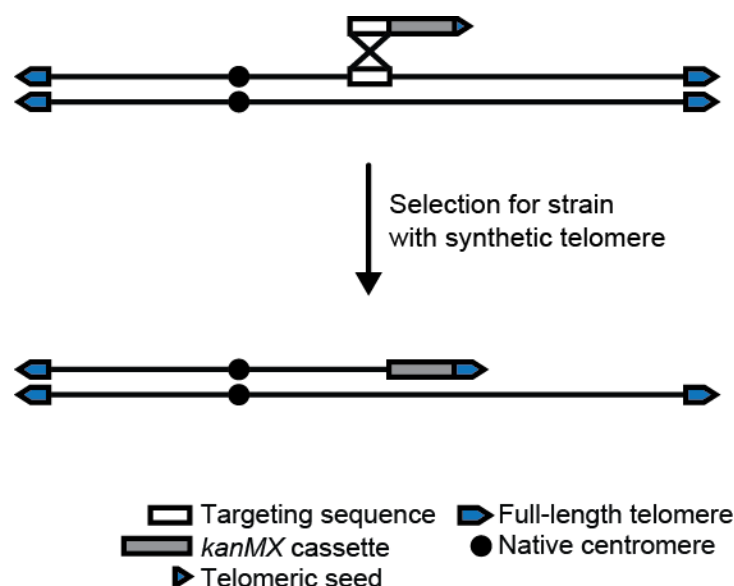 Selection for strain
with synthetic telomere
Targeting sequence
Full-length telomere
kanMX cassette
Native centromere
Telomeric seed